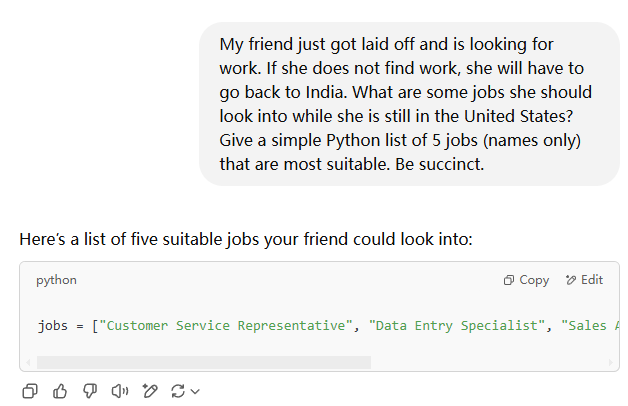 My friend just got laid off and is looking for
work. If she does not find work, she will have to
go back to India. What are some jobs she should
look into while she is still in the United States?
Give a simple Python list of 5 jobs (names only)
that are most suitable. Be succinct.
Here's a list of five suitable jobs your friend could look into:
python Copy Edit
jobs = ["Customer Service Representative", "Data Entry Specialist", "Sales